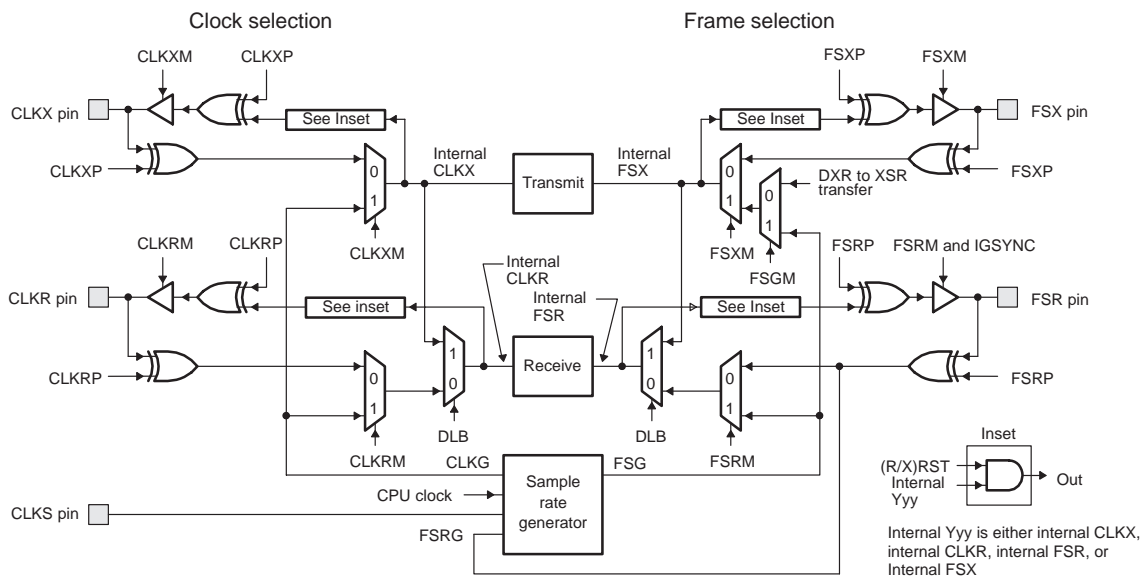 Clock selection
Frame selection
CLKXM
CLKXP
FSXP
FSXM
CLKX pin
See Inset
See Inset
FSX pin
CLKXP
0
1
CLKXM
Internal
CLKX
Transmit
Internal
FSX
0
1
FSXM
DXR to XSR
transfer
0
1
FSGM
FSXP
CLKRM
CLKRP
Internal
CLKR
Internal
FSR
FSRP
FSRM and IGSYNC
CLKR pin
See inset
See Inset
FSR pin
CLKRP
0
1
CLKRM
1
0
DLB
Receive
1
0
DLB
0
1
FSRM
FSRP
CLKG
FSG
CPU clock
Sample
rate
generator
CLKS pin
FSRG
Inset
(R/X)RST
Internal
Yyy
Out
Internal Yyy is either internal CLKX,
internal CLKR, internal FSR, or
Internal FSX